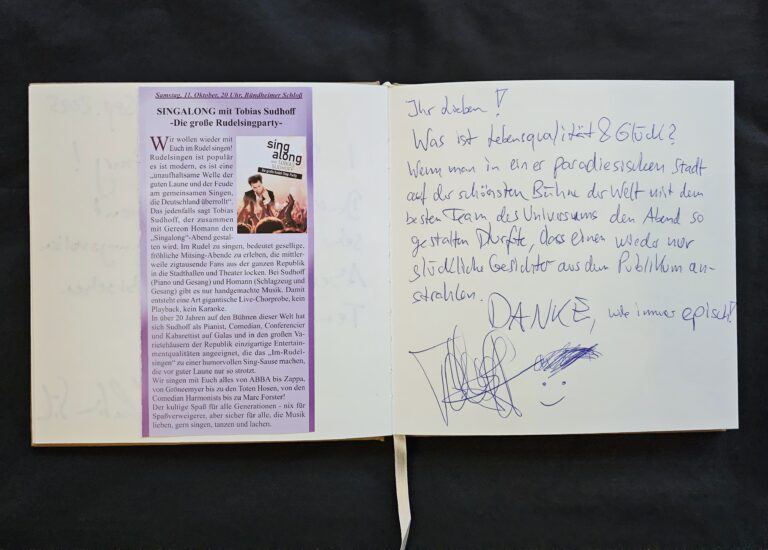 Samstag, 11. Oktober, 20 Uhr, Bündheimer Schloß
SINGALONG mit Tobias Sudhoff
-Die große Rudelsingparty-
Wir wollen wieder mit
Euch im Rudel singen!
Rudelsingen ist populär
es ist modern, es ist eine
„unaufhaltsame Welle der
guten Laune und der Feude
am gemeinsamen Singen,
die Deutschland überrollt“.
Das jedenfalls sagt Tobias
Sudhoff, der zusammen
mit Gereon Homann den
„Singalong“-Abend gestal-
ten wird. Im Rudel zu singen, bedeutet gesellige,
fröhliche Mitsing-Abende zu erleben, die mittler-
weile zigtausende Fans aus der ganzen Republik
in die Stadthallen und Theater locken. Bei Sudhoff
(Piano und Gesang) und Homann (Schlagzeug und
Gesang) gibt es nur handgemachte Musik. Damit
entsteht eine Art gigantische Live-Chorprobe, kein
Playback, kein Karaoke.
In über 20 Jahren auf den Bühnen dieser Welt hat
sich Sudhoff als Pianist, Comedian, Conferencier
und Kabarettist auf Galas und in den großen Va-
rietéhäusern der Republik einzigartige Entertain-
mentqualitäten angeeignet, die das „Im-Rudel-
singen“ zu einer humorvollen Sing-Sause machen,
die vor guter Laune nur so strotzt.
Wir singen mit Euch alles von ABBA bis Zappa,
von Grönemyer bis zu den Toten Hosen, von den
Comedian Harmonists bis zu Marc Forster!
Der kultige Spaß für alle Generationen - nix für
Spaßverweigerer, aber sicher für alle, die Musik
lieben, gern singen, tanzen und lachen.
sing
along
Ihr Lieben!
Was ist Lebensqualität & Glück?
Wenn man in einer paradiesischen Stadt
auf der schönsten Bühne der Welt mit dem
besten Team des Universums den Abend so
gestalten Durfte, dass einen wieder nur
glückliche Gesichter aus dem Publikum an-
strahlen.
DANKE, wie immer episch!